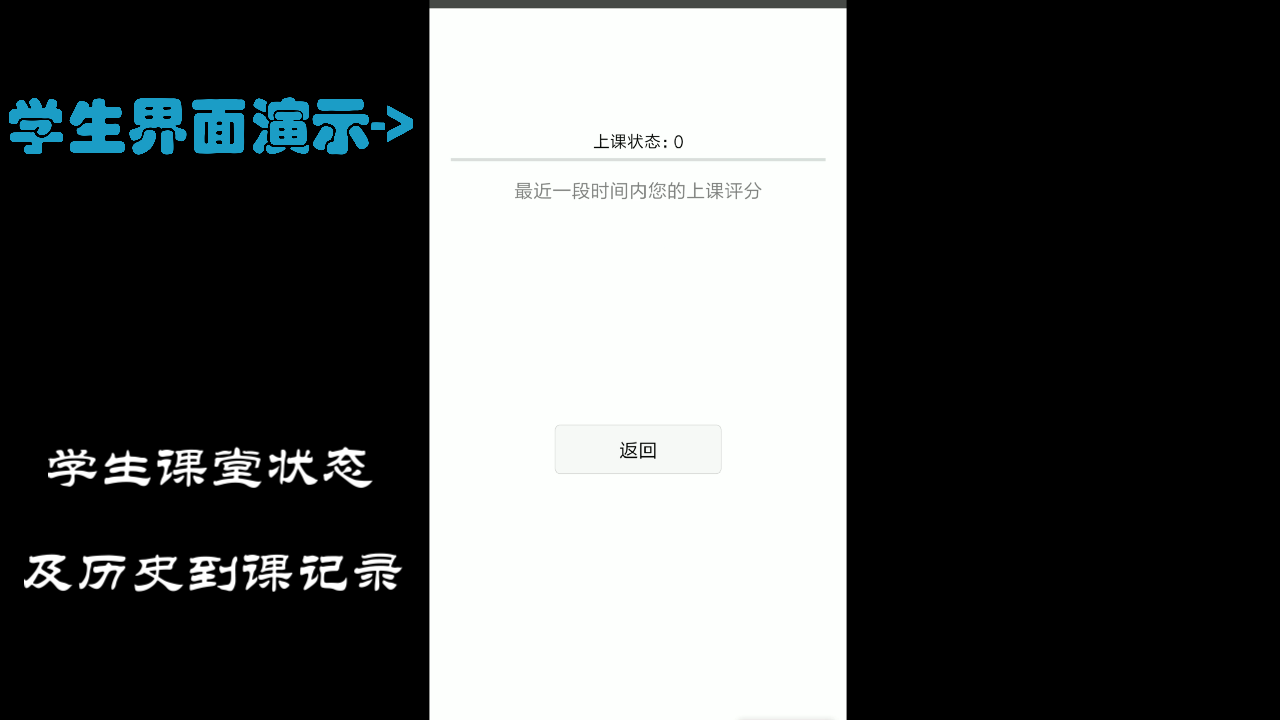 学生界面演示->
学生课堂状态
及历史到课记录
上课状态: 0
最近一段时间内您的上课评分
返回